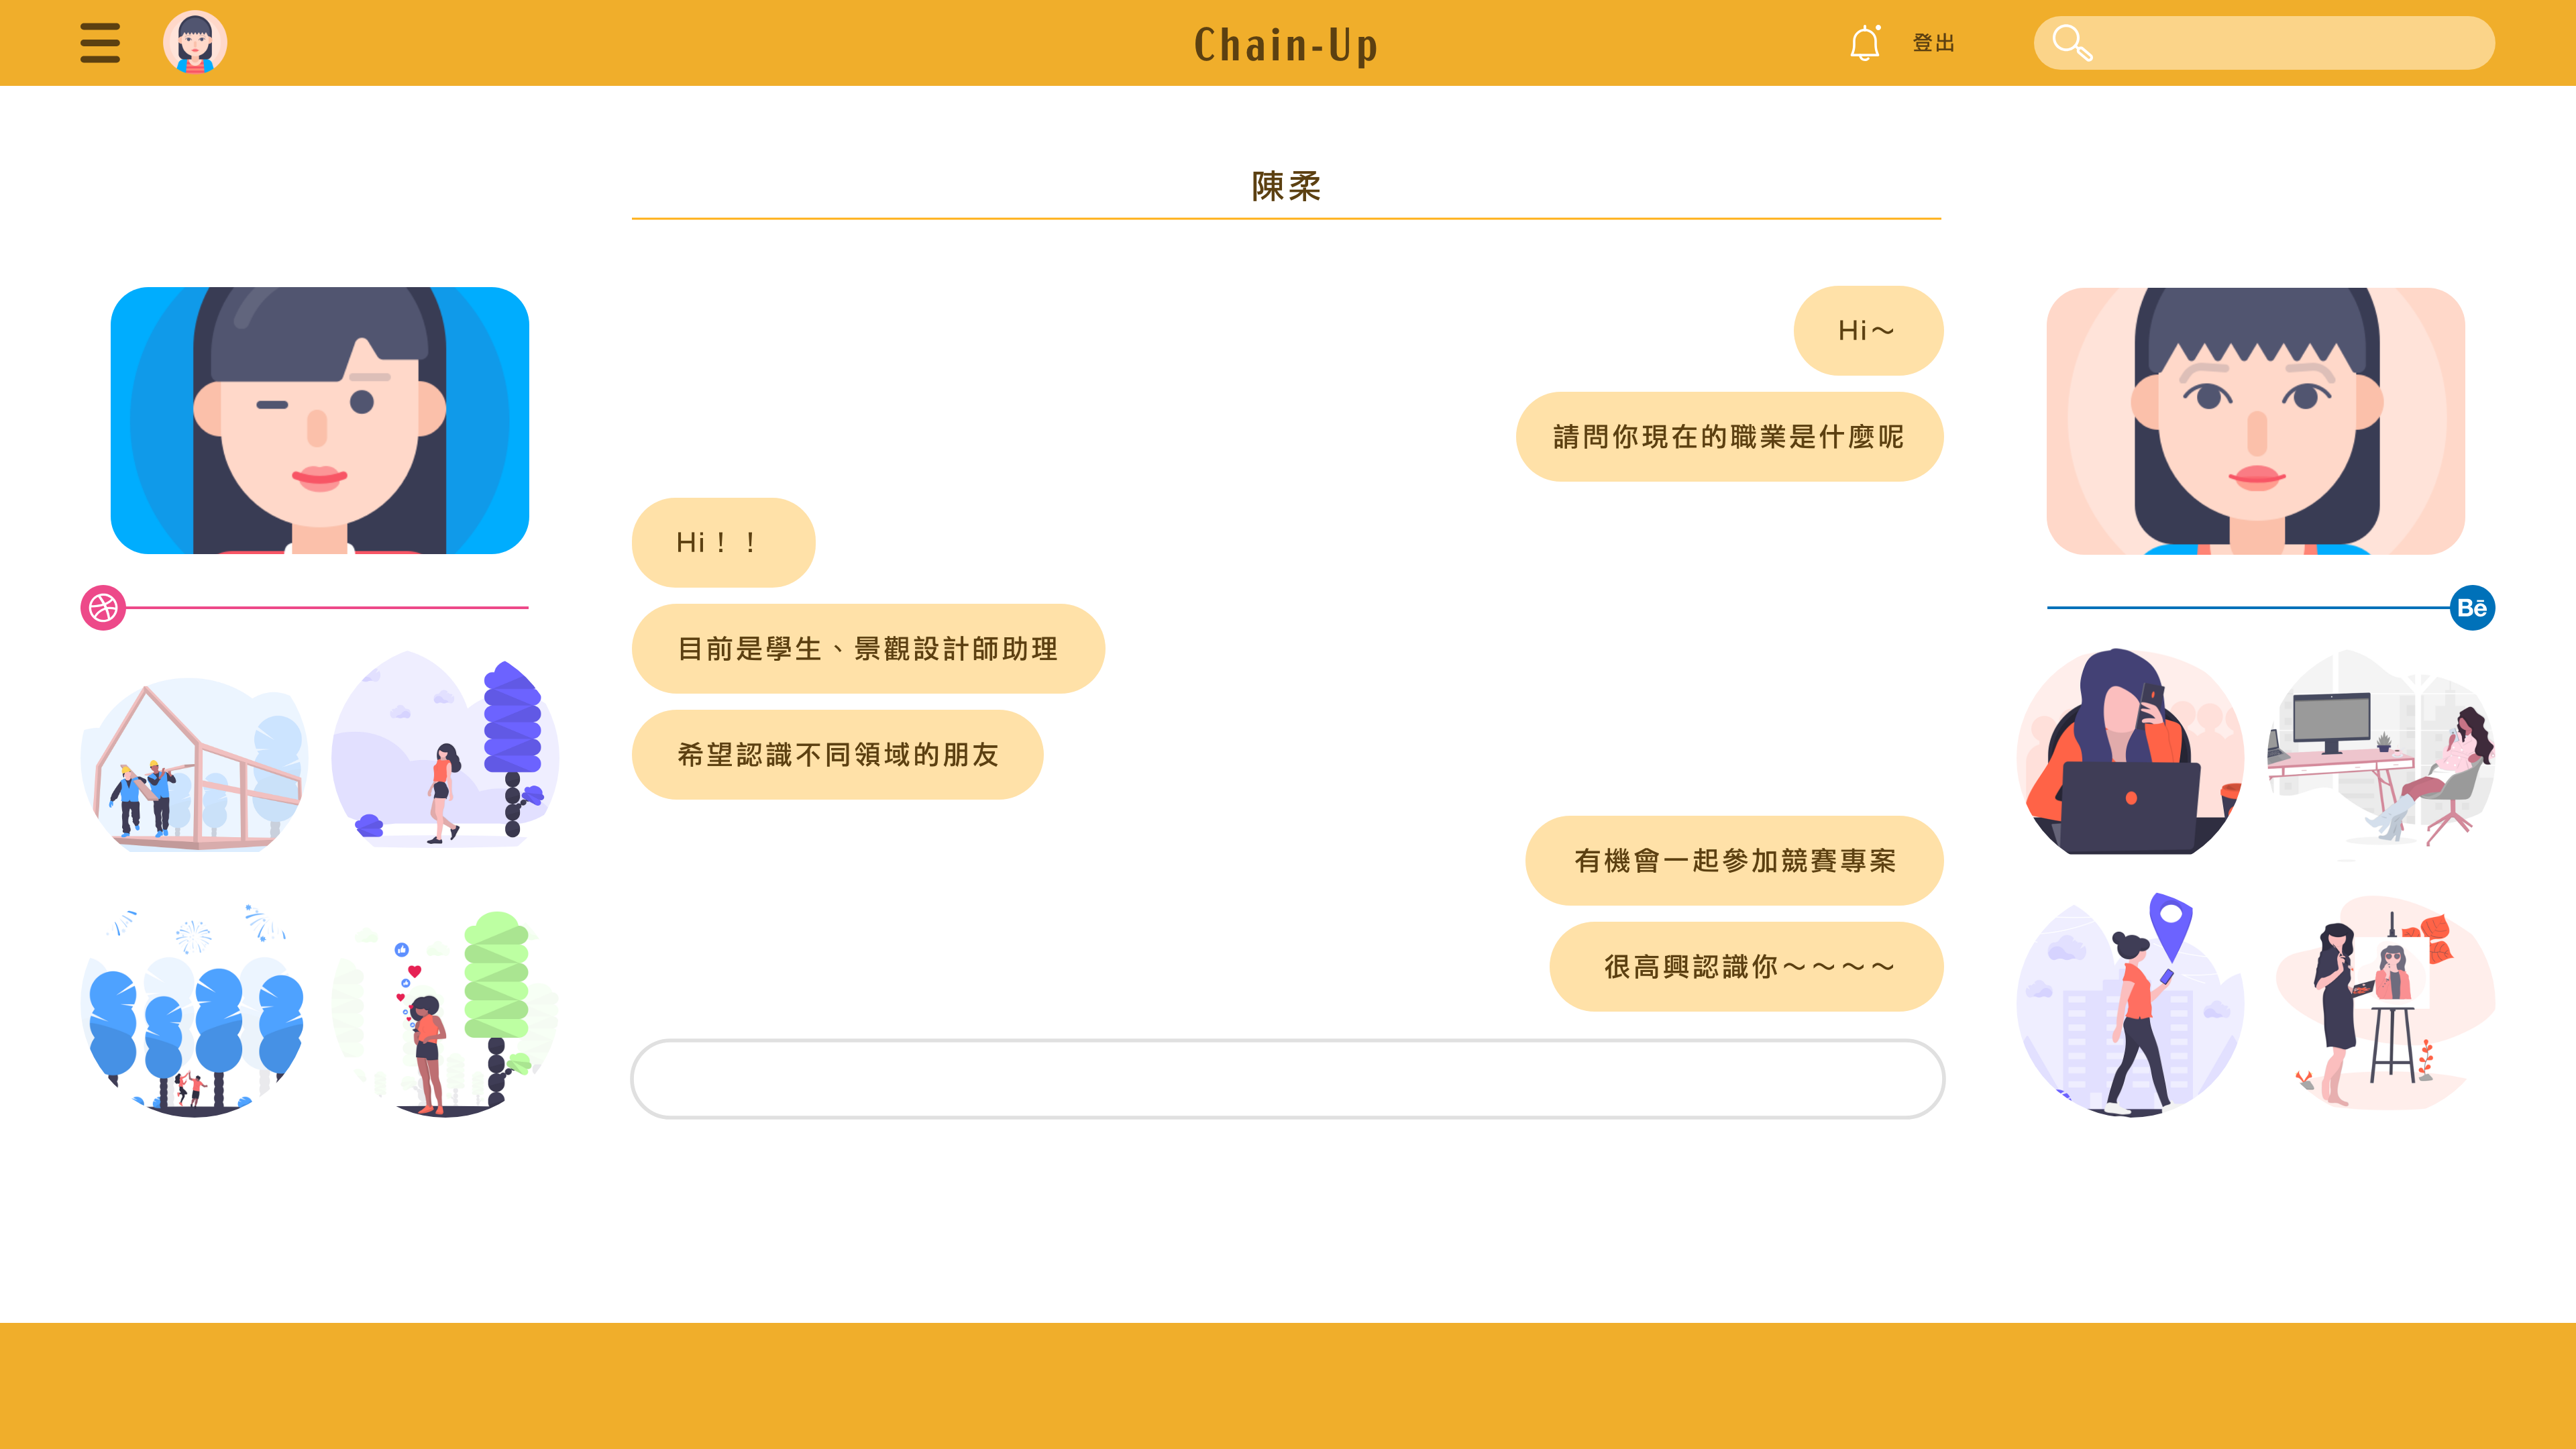 Chain-Up
登出
陳柔
Hi～
請問你現在的職業是什麼呢
Hi！！
目前是學生、景觀設計師助理
希望認識不同領域的朋友
Bē
有機會一起參加競賽專案
很高興認識你～～～～